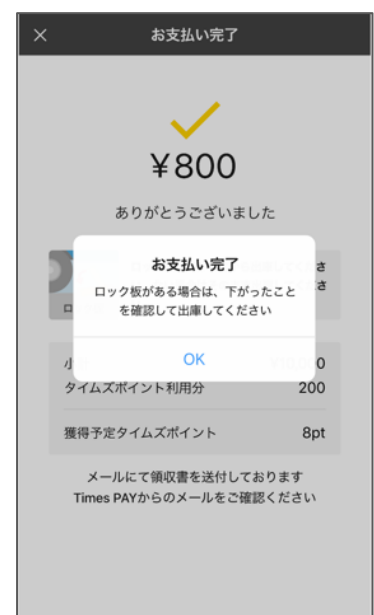 ×
お支払い完了
¥800
ありがとうございました
お支払い完了
ロック板がある場合は、下がったこと
を確認して出庫してください
OK
タイムズポイント利用分 200
獲得予定タイムズポイント 8pt
メールにて領収書を送付しております
Times PAYからのメールをご確認ください